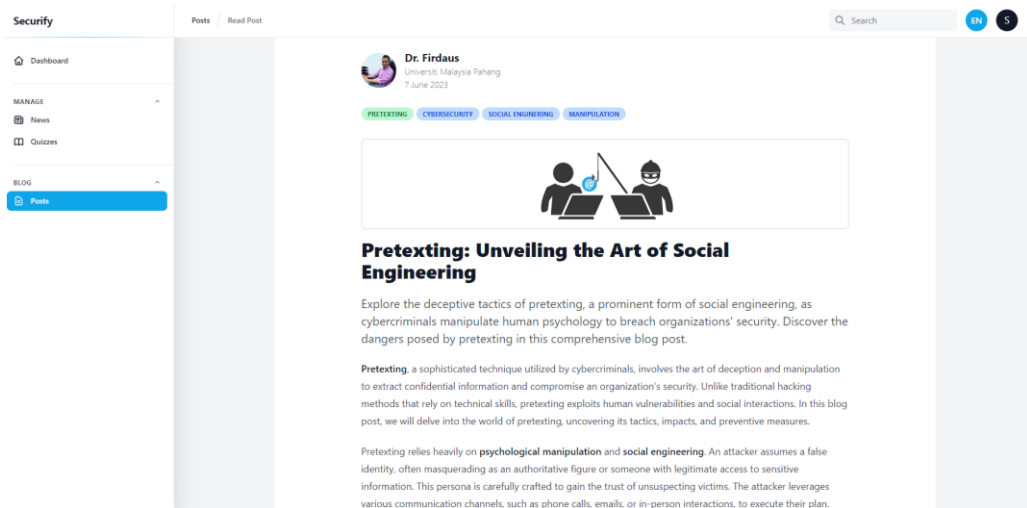 Securify
Posts / Read Post
Search
EN
S
Dashboard
MANAGE
News
Quizzes
BLOG
Posts
Dr. Firdaus
Universiti Malaysia Pahang
7 June 2023
PRETEXTING CYBERSECURITY SOCIAL ENGINERING MANIPULATION
@
Pretexting: Unveiling the Art of Social
Engineering
Explore the deceptive tactics of pretexting, a prominent form of social engineering, as
cybercriminals manipulate human psychology to breach organizations' security. Discover the
dangers posed by pretexting in this comprehensive blog post.
Pretexting, a sophisticated technique utilized by cybercriminals, involves the art of deception and manipulation
to extract confidential information and compromise an organization's security. Unlike traditional hacking
methods that rely on technical skills, pretexting exploits human vulnerabilities and social interactions. In this blog
post, we will delve into the world of pretexting, uncovering its tactics, impacts, and preventive measures.
Pretexting relies heavily on psychological manipulation and social engineering. An attacker assumes a false
identity, often masquerading as an authoritative figure or someone with legitimate access to sensitive
information. This persona is carefully crafted to gain the trust of unsuspecting victims. The attacker leverages
various communication channels, such as phone calls, emails, or in-person interactions, to execute their plan.